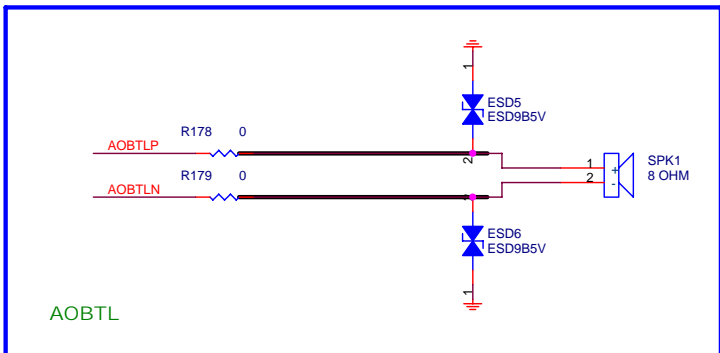 1
ESD5
ESD9B5V
R178 0
AOBTLP
2
1
SPK1
+
R179 0
2
8 OHM
-
AOBTLN
ESD6
ESD9B5V
1
AOBTL